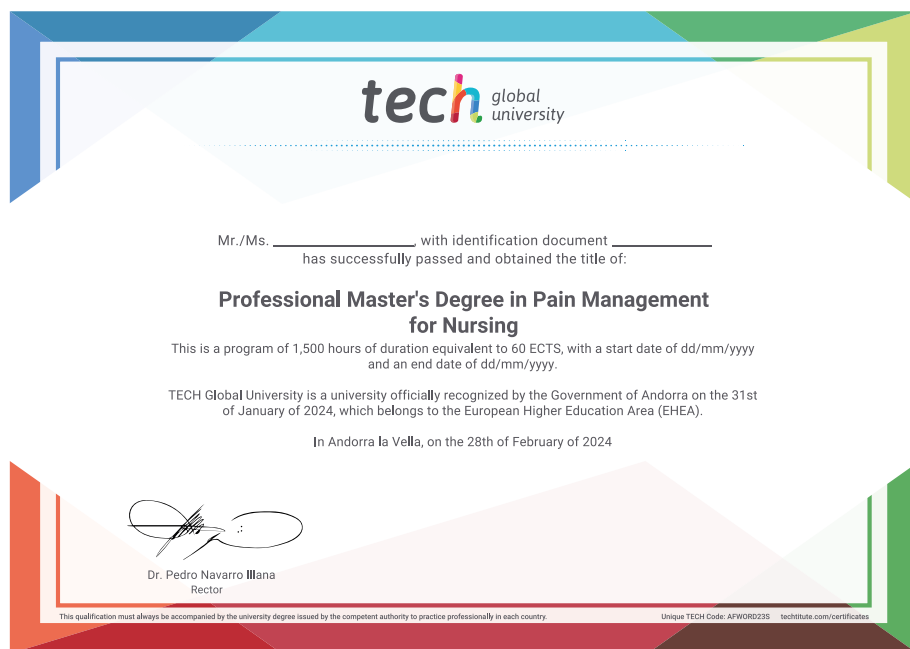 tech global
university
Mr./Ms. ____________________, with identification document ______________
has successfully passed and obtained the title of:
Professional Master's Degree in Pain Management
for Nursing
This is a program of 1,500 hours of duration equivalent to 60 ECTS, with a start date of dd/mm/yyyy
and an end date of dd/mm/yyyy.
TECH Global University is a university officially recognized by the Government of Andorra on the 31st
of January of 2024, which belongs to the European Higher Education Area (EHEA).
In Andorra la Vella, on the 28th of February of 2024
Dr. Pedro Navarro Illana
Rector
This qualification must always be accompanied by the university degree issued by the competent authority to practice professionally in each country.
Unique TECH Code: AFWORD23S techtitute.com/certificates